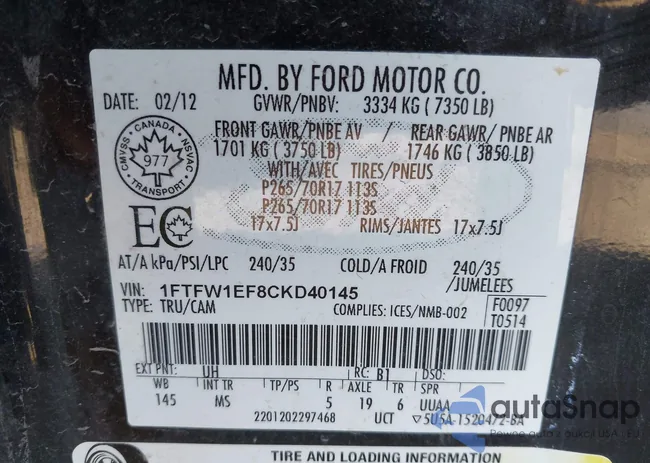 MFD. BY FORD MOTOR CO.
DATE: 02/12 GVWR/PNBV: 3334 KG ( 7350 LB)
FRONT GAWR/PNBE AV / REAR GAWR/ PNBE AR
1701 KG ( 3750 LB) 1746 KG ( 3850 LB)
WITH/AVEC TIRES/PNEUS
P265/70R17 113S
P265/70R17 113S
17x7.5J RIMS/JANTES 17x7.5J
CMVSS · CANADA · NSVAC
977
TRANSPORT
EC
AT/A kPa/PSI/LPC 240/35 COLD/A FROID 240/35
/JUMELEES
VIN: 1FTFW1EF8CKD40145
TYPE: TRU/CAM COMPLIES: ICES/NMB-002 F0097
T0514
EXT PNT: UH RC: B1 DSO:
WB INT TR TP/PS R AXLE TR SPR
145 MS 5 19 6 UUAA
2201202297468 UCT ▽5U5A-1520472-BA
autoSnap
TIRE AND LOADING INFORMATION